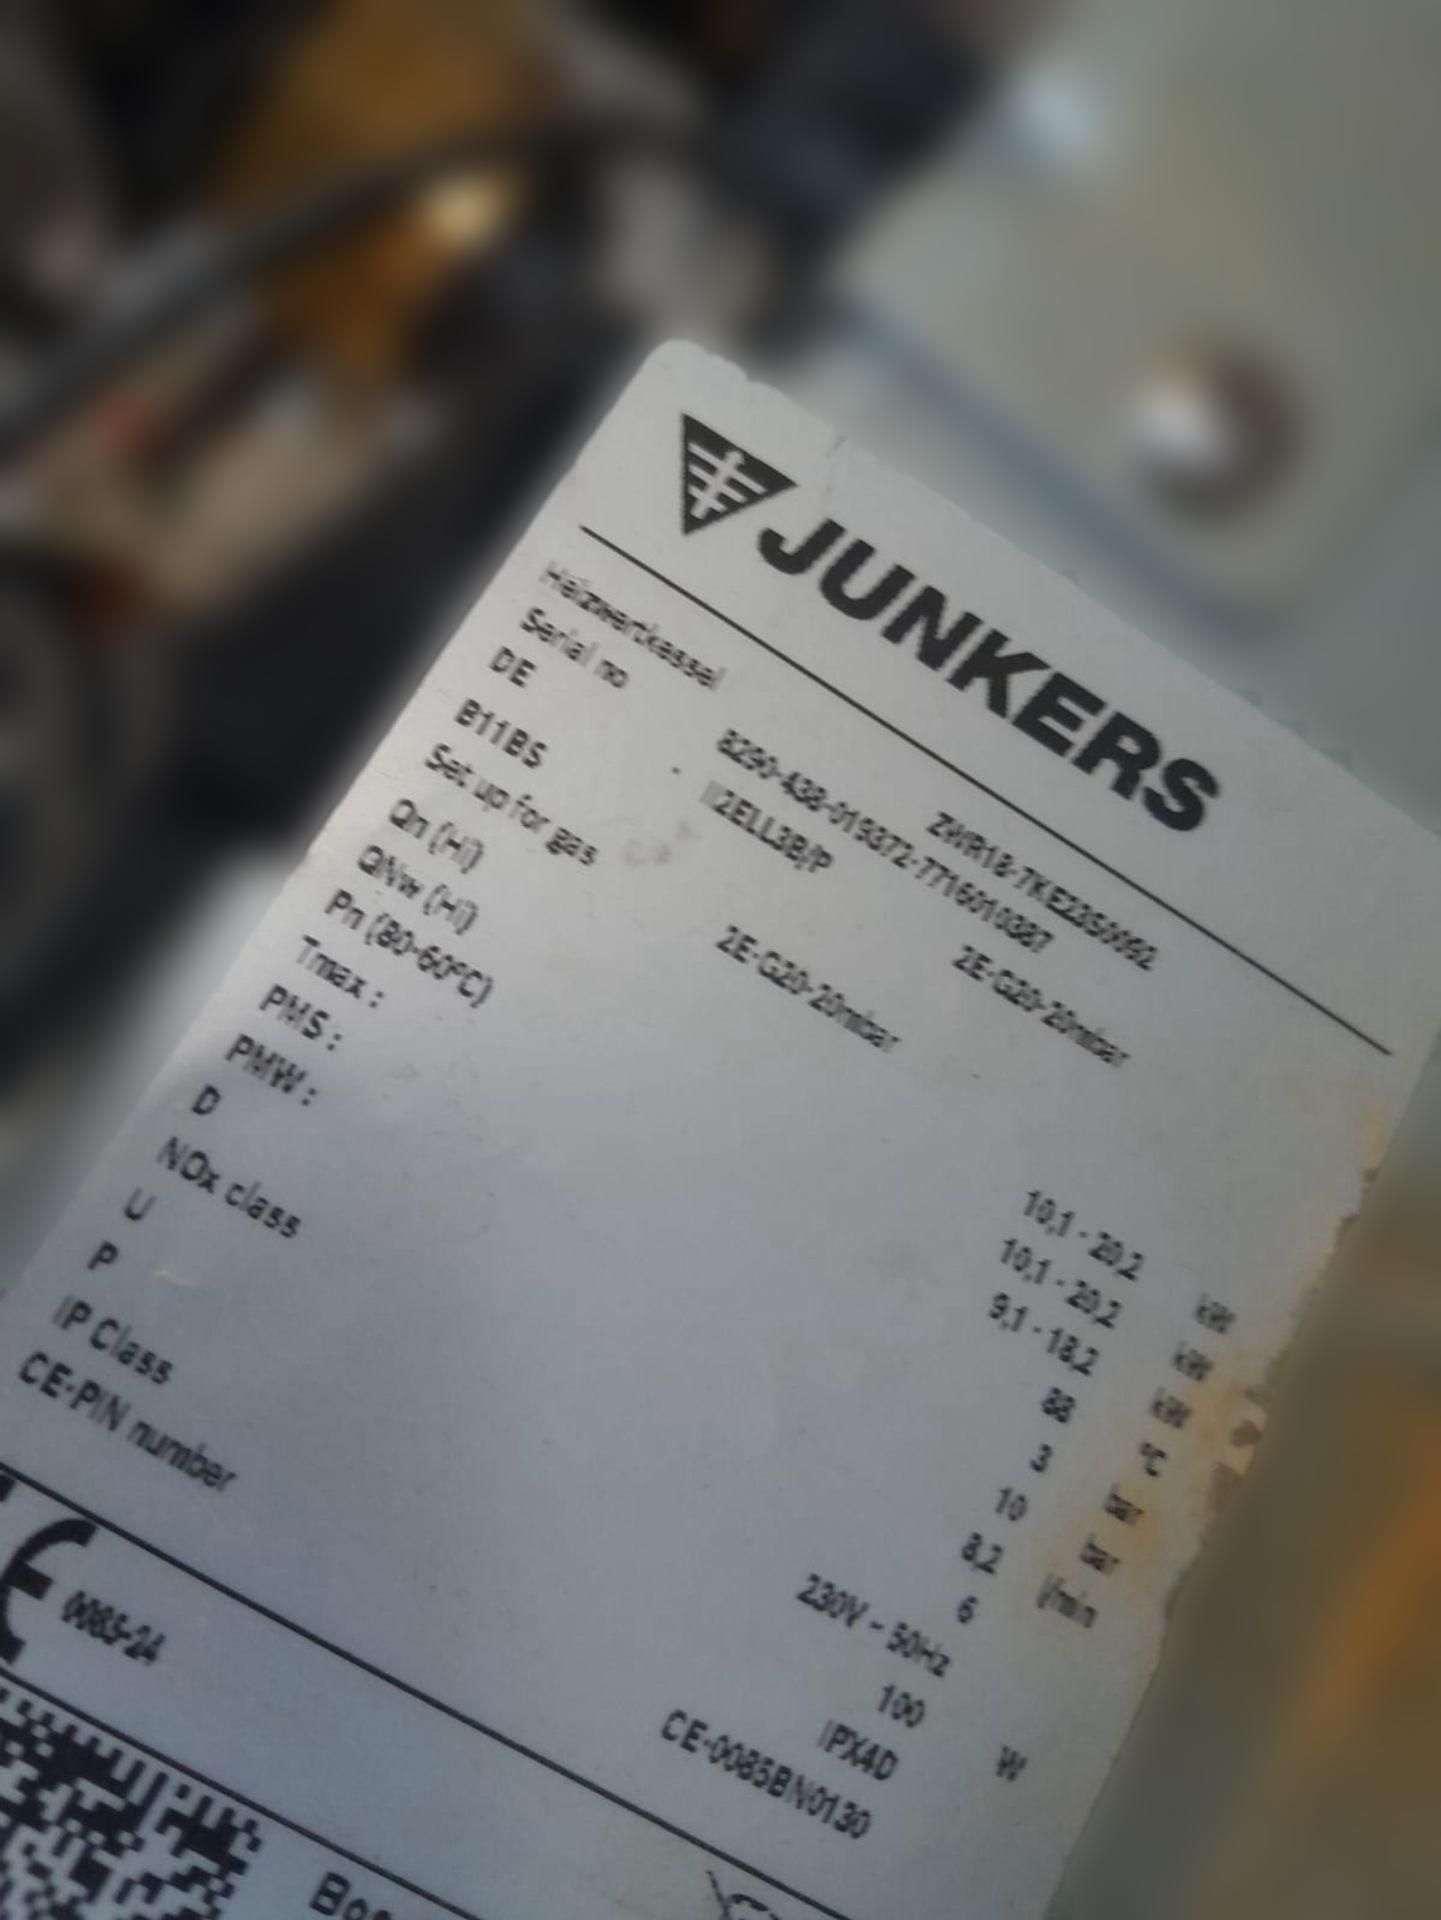 JUNKERS
Heizwertkessel ZWR18-7KE23S0092
Serial no 8290-438-019372-7716010387
DE II2ELL3B/P 2E-G20-20mbar
B11BS
Set up for gas 2E-G20-20mbar
Qn (Hi) 10,1 - 20,2 kW
QNw (Hi) 10,1 - 20,2 kW
Pn (80-60°C) 9,1 - 18,2 kW
Tmax : 88 °C
PMS : 3 bar
PMW : 10 bar
D 8,2 l/min
NOx class 6
U 230V ~ 50Hz
P 100 W
IP Class IPX4D
CE-PIN number CE-0085BN0130
CE 0085-24